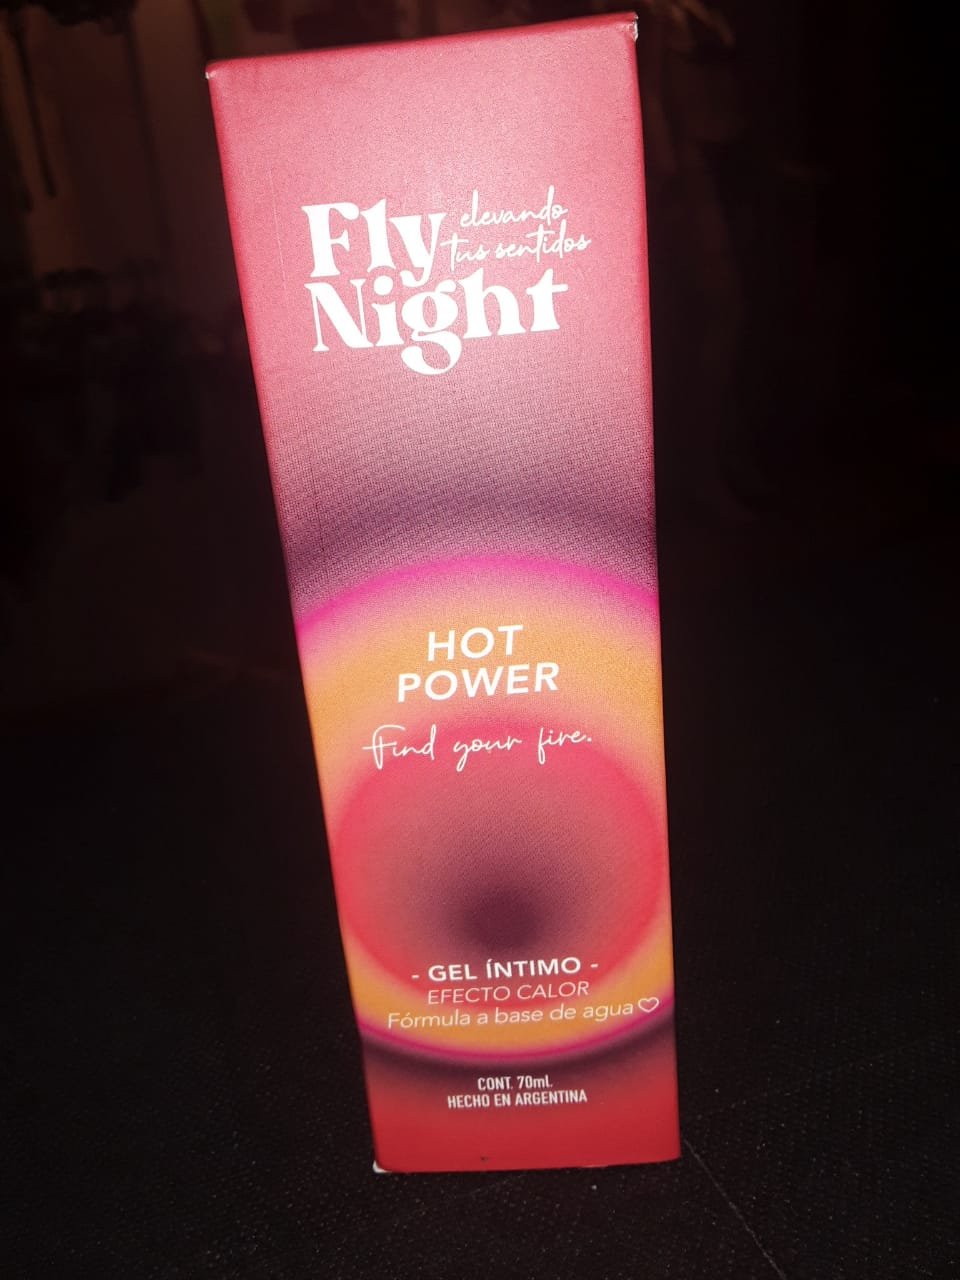 Fly elevando
tus sentidos
Night
HOT
POWER
Find your fire.
- GEL ÍNTIMO -
EFECTO CALOR
Fórmula a base de agua♡
CONT. 70ml.
HECHO EN ARGENTINA